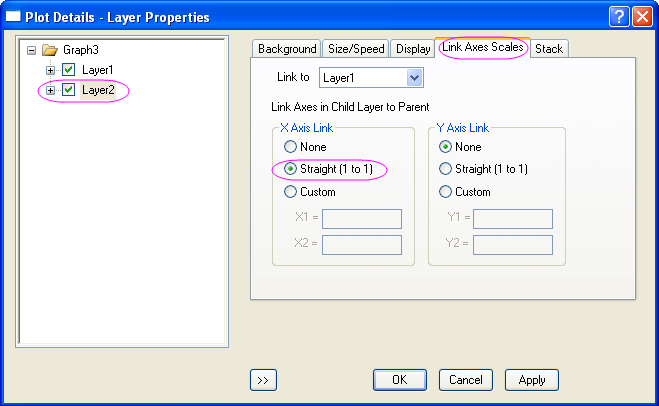 Plot Details - Layer Properties
Graph3
Layer1
Layer2
Background Size/Speed Display Link Axes Scales Stack
Link to Layer1
Link Axes in Child Layer to Parent
X Axis Link Y Axis Link
None None
Straight (1 to 1) Straight (1 to 1)
Custom Custom
X1 = Y1 =
X2 = Y2 =
>> OK Cancel Apply